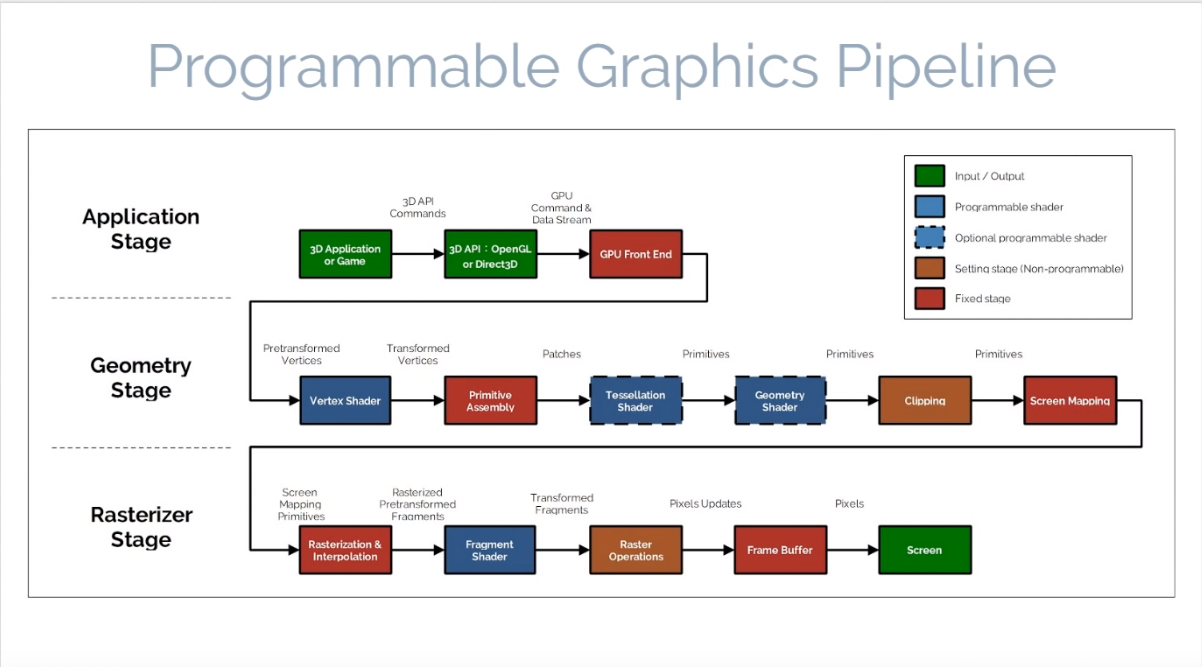 Programmable Graphics Pipeline
Application
Stage
3D API
Commands
GPU
Command &
Data Stream
3D Application
or Game
3D API：OpenGL
or Direct3D
GPU Front End
Input / Output
Programmable shader
Optional programmable shader
Setting stage (Non-programmable)
Fixed stage
Geometry
Stage
Pretransformed
Vertices
Transformed
Vertices
Patches
Primitives
Primitives
Primitives
Vertex Shader
Primitive
Assembly
Tessellation
Shader
Geometry
Shader
Clipping
Screen Mapping
Rasterizer
Stage
Screen
Mapping
Primitives
Rasterized
Pretransformed
Fragments
Transformed
Fragments
Pixels Updates
Pixels
Rasterization &
Interpolation
Fragment
Shader
Raster
Operations
Frame Buffer
Screen